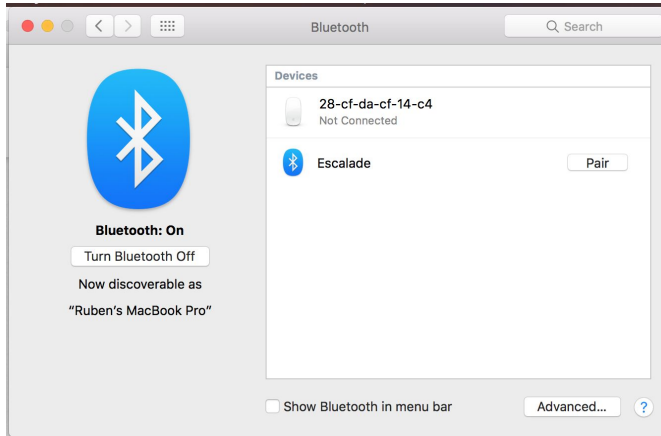 Bluetooth
Search
Devices
28-cf-da-cf-14-c4
Not Connected
Escalade
Pair
Bluetooth: On
Turn Bluetooth Off
Now discoverable as
“Ruben’s MacBook Pro”
Show Bluetooth in menu bar
Advanced...
?